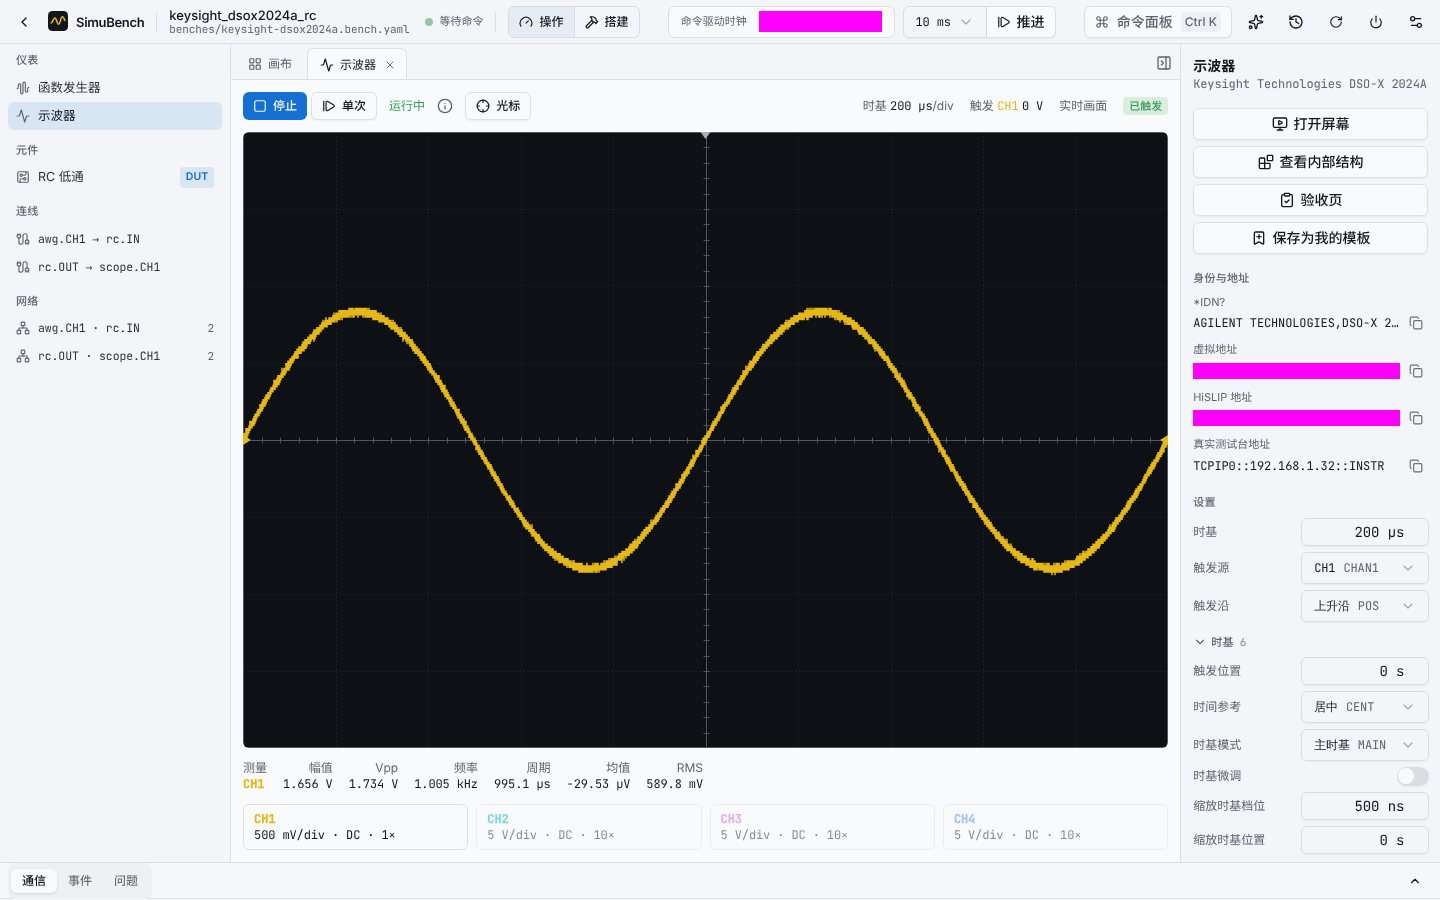 SimuBench
keysight_dsox2024a_rc
benches/keysight-dsox2024a.bench.yaml
等待命令
操作
搭建
命令驱动时钟
10 ms
推进
⌘ 命令面板 Ctrl K
仪表
函数发生器
示波器
元件
RC 低通 DUT
连线
awg.CH1 → rc.IN
rc.OUT → scope.CH1
网络
awg.CH1 · rc.IN 2
rc.OUT · scope.CH1 2
画布
示波器
停止
单次
运行中
光标
时基 200 µs/div
触发 CH1 0 V
实时画面
已触发
测量 幅值 Vpp 频率 周期 均值 RMS
CH1 1.656 V 1.734 V 1.005 kHz 995.1 µs -29.53 µV 589.8 mV
CH1
500 mV/div · DC · 1×
CH2
5 V/div · DC · 10×
CH3
5 V/div · DC · 10×
CH4
5 V/div · DC · 10×
示波器
Keysight Technologies DSO-X 2024A
打开屏幕
查看内部结构
验收页
保存为我的模板
身份与地址
*IDN?
AGILENT TECHNOLOGIES,DSO-X 2…
虚拟地址
HiSLIP 地址
真实测试台地址
TCPIP0::192.168.1.32::INSTR
设置
时基 200 µs
触发源 CH1 CHAN1
触发沿 上升沿 POS
时基 6
触发位置 0 s
时间参考 居中 CENT
时基模式 主时基 MAIN
时基微调
缩放时基档位 500 ns
缩放时基位置 0 s
通信
事件
问题